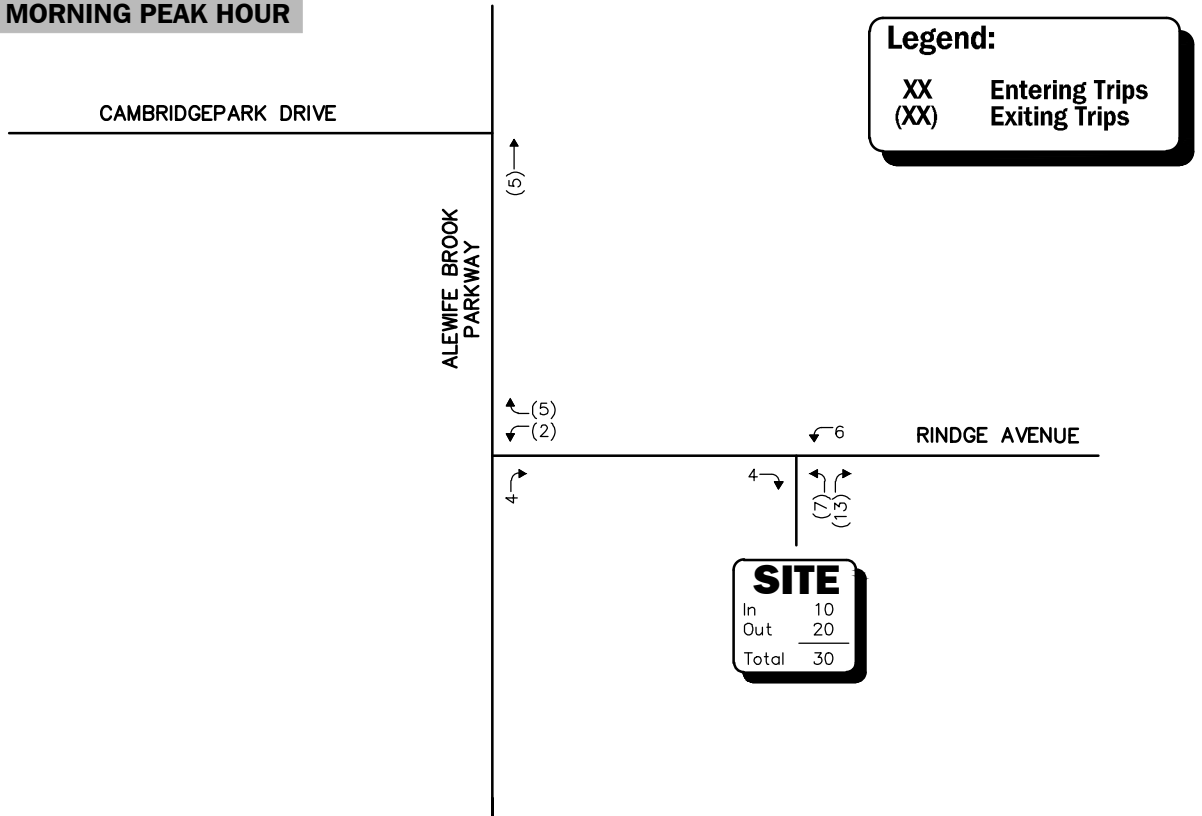 MORNING PEAK HOUR
Legend:
XX Entering Trips
(XX) Exiting Trips
CAMBRIDGEPARK DRIVE
(5)
ALEWIFE BROOK
PARKWAY
(5)
(2)
4
6
RINDGE AVENUE
4
(7)
(13)
SITE
In 10
Out 20
Total 30